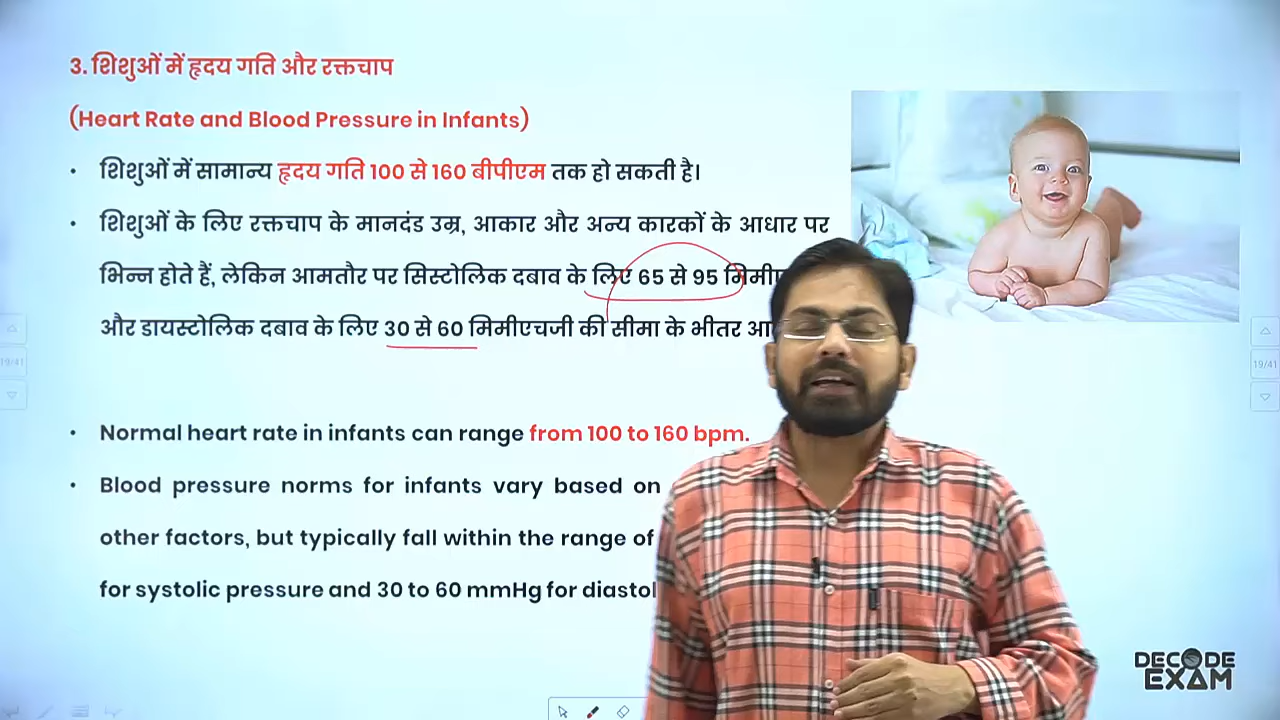 3. शिशुओं में हृदय गति और रक्तचाप
(Heart Rate and Blood Pressure in Infants)
• शिशुओं में सामान्य हृदय गति 100 से 160 बीपीएम तक हो सकती है।
• शिशुओं के लिए रक्तचाप के मानदंड उम्र, आकार और अन्य कारकों के आधार पर
भिन्न होते हैं, लेकिन आमतौर पर सिस्टोलिक दबाव के लिए 65 से 95
और डायस्टोलिक दबाव के लिए 30 से 60 मिमीएचजी की सीमा के भीतर
19/41
19/41
• Normal heart rate in infants can range from 100 to 160 bpm.
• Blood pressure norms for infants vary based on
other factors, but typically fall within the range of
for systolic pressure and 30 to 60 mmHg for
DECODE
EXAM